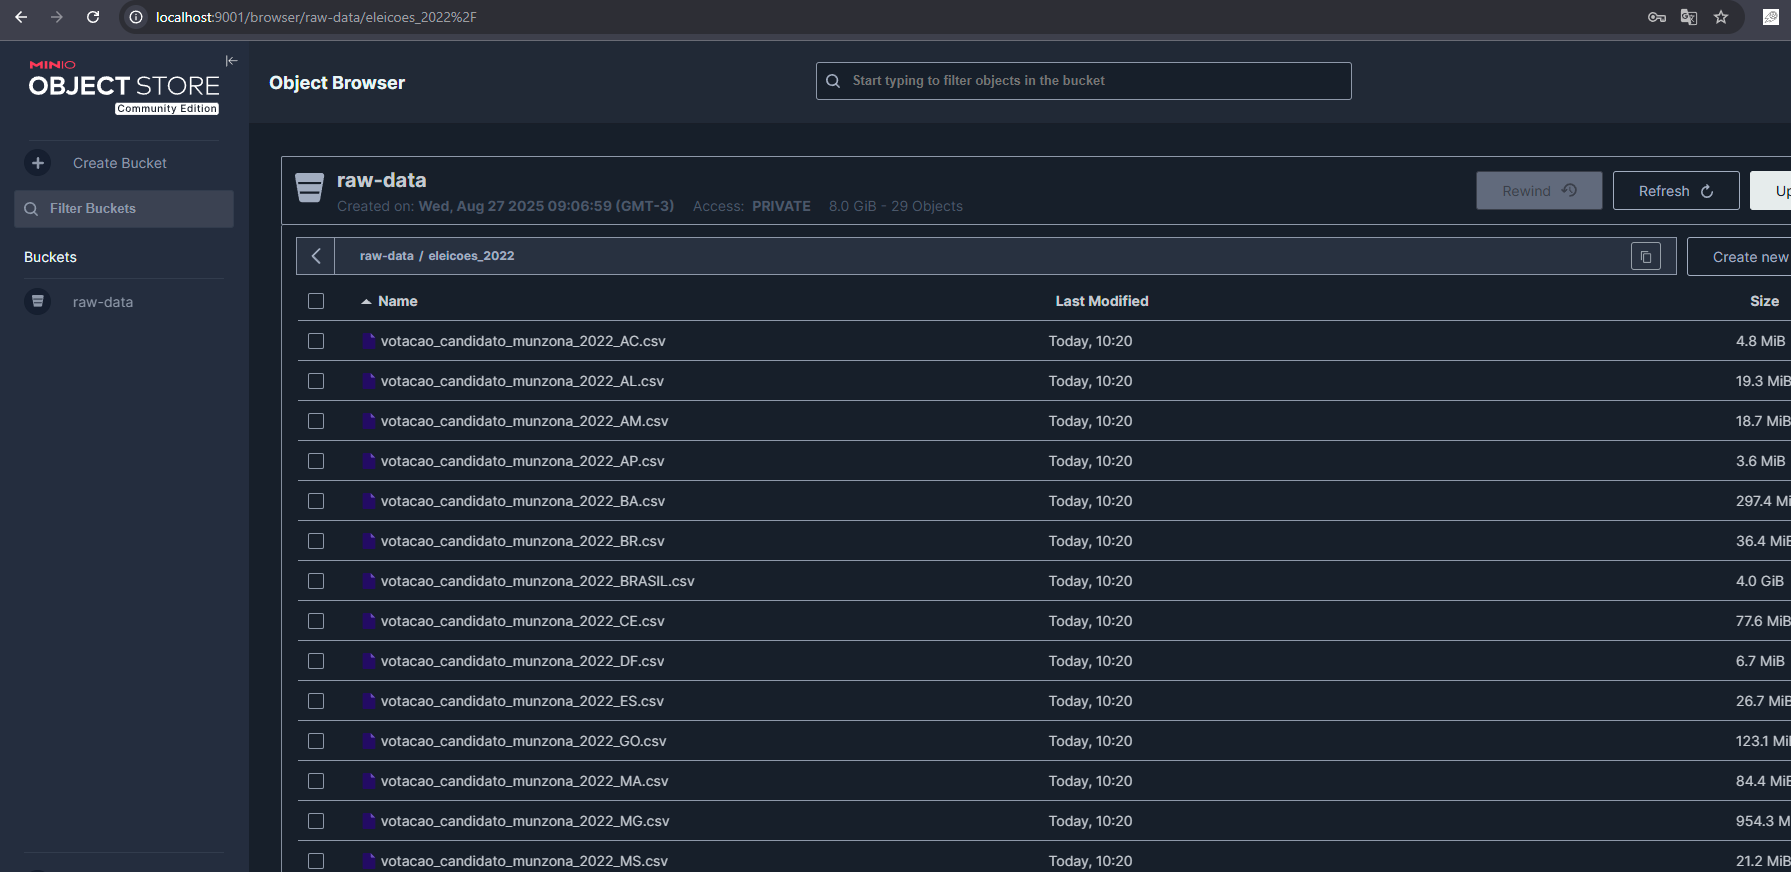 localhost:9001/browser/raw-data/eleicoes_2022%2F
MINIO
OBJECT STORE
Community Edition
Object Browser
Start typing to filter objects in the bucket
Create Bucket
Filter Buckets
Buckets
raw-data
raw-data
Created on: Wed, Aug 27 2025 09:06:59 (GMT-3) Access: PRIVATE 8.0 GiB - 29 Objects
Rewind
Refresh
Up
raw-data / eleicoes_2022
Create new
Name Last Modified Size
votacao_candidato_munzona_2022_AC.csv Today, 10:20 4.8 MiB
votacao_candidato_munzona_2022_AL.csv Today, 10:20 19.3 MiB
votacao_candidato_munzona_2022_AM.csv Today, 10:20 18.7 MiB
votacao_candidato_munzona_2022_AP.csv Today, 10:20 3.6 MiB
votacao_candidato_munzona_2022_BA.csv Today, 10:20 297.4 Mi
votacao_candidato_munzona_2022_BR.csv Today, 10:20 36.4 MiB
votacao_candidato_munzona_2022_BRASIL.csv Today, 10:20 4.0 GiB
votacao_candidato_munzona_2022_CE.csv Today, 10:20 77.6 MiB
votacao_candidato_munzona_2022_DF.csv Today, 10:20 6.7 MiB
votacao_candidato_munzona_2022_ES.csv Today, 10:20 26.7 MiB
votacao_candidato_munzona_2022_GO.csv Today, 10:20 123.1 Mi
votacao_candidato_munzona_2022_MA.csv Today, 10:20 84.4 MiB
votacao_candidato_munzona_2022_MG.csv Today, 10:20 954.3 M
votacao_candidato_munzona_2022_MS.csv Today, 10:20 21.2 MiB